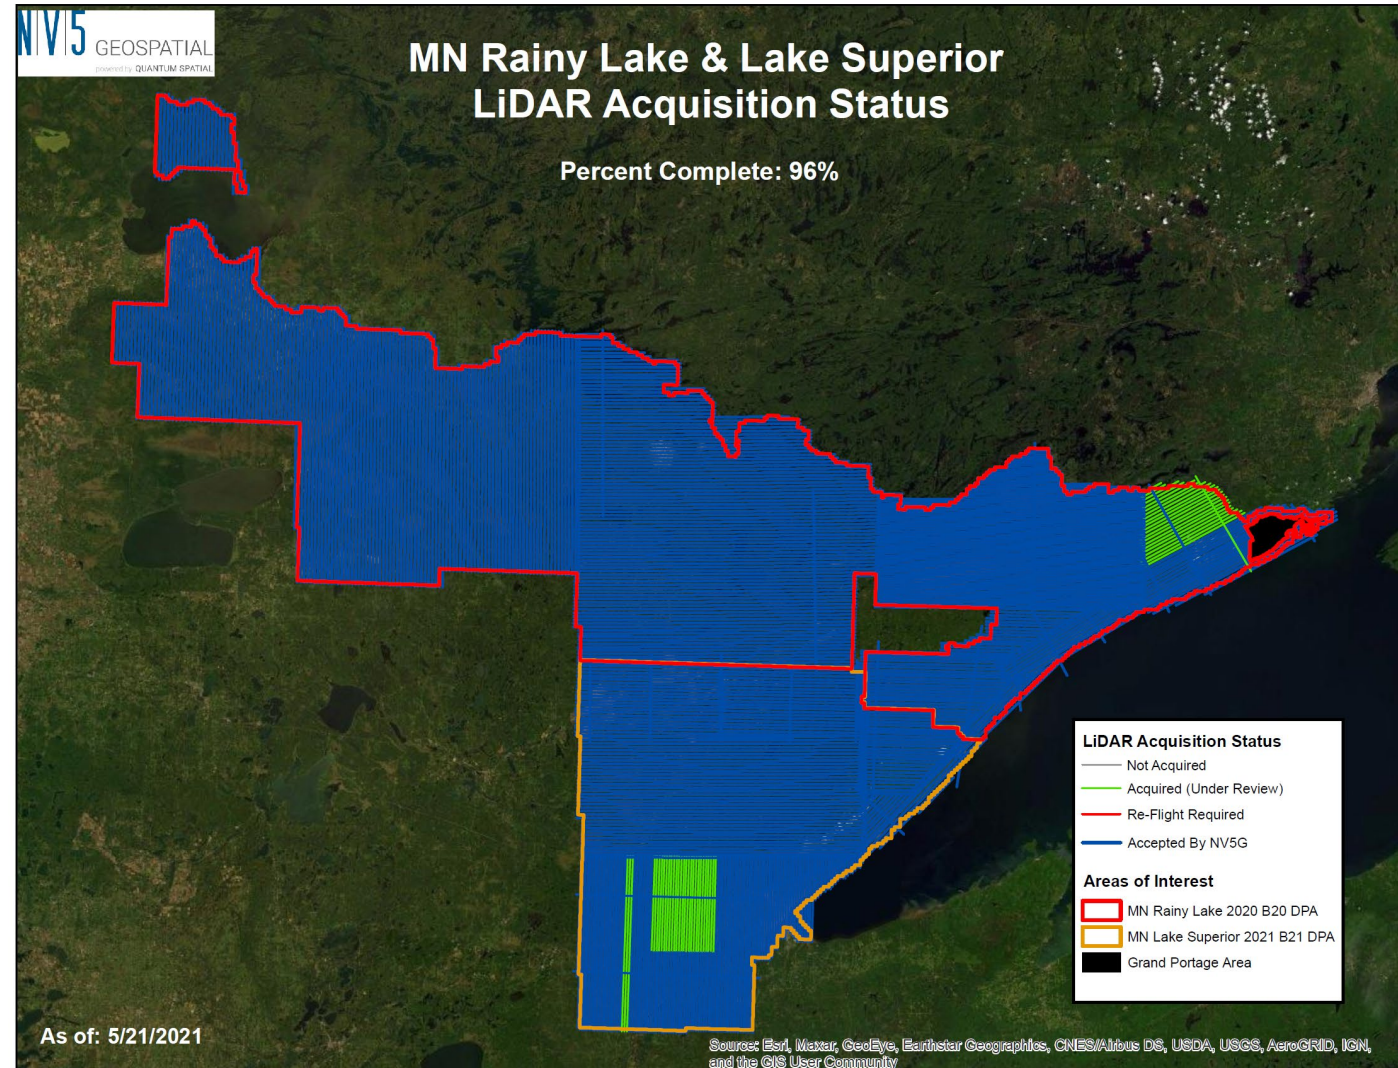 NV5 GEOSPATIAL
powered by QUANTUM SPATIAL
MN Rainy Lake & Lake Superior
LiDAR Acquisition Status
Percent Complete: 96%
LiDAR Acquisition Status
Not Acquired
Acquired (Under Review)
Re-Flight Required
Accepted By NV5G
Areas of Interest
MN Rainy Lake 2020 B20 DPA
MN Lake Superior 2021 B21 DPA
Grand Portage Area
As of: 5/21/2021
Source: Esri, Maxar, GeoEye, Earthstar Geographics, CNES/Airbus DS, USDA, USGS, AeroGRID, IGN,
and the GIS User Community